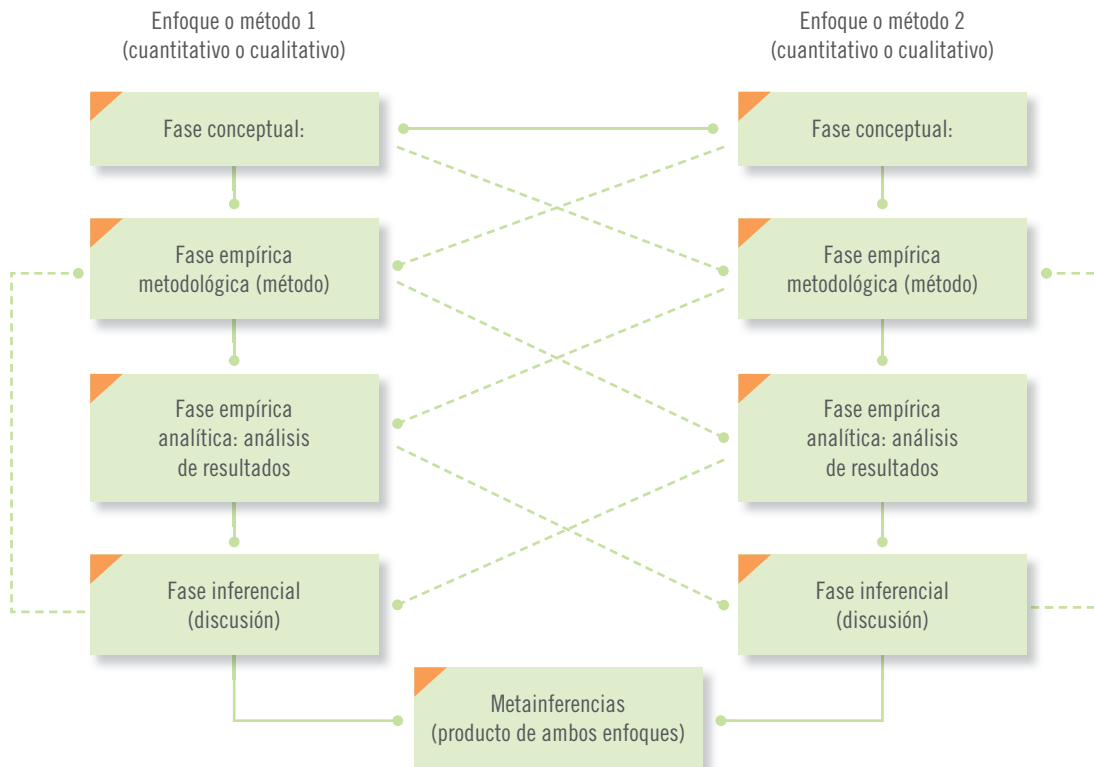 Enfoque o método 1
(cuantitativo o cualitativo)
Enfoque o método 2
(cuantitativo o cualitativo)
Fase conceptual:
Fase conceptual:
Fase empírica
metodológica (método)
Fase empírica
metodológica (método)
Fase empírica
analítica: análisis
de resultados
Fase empírica
analítica: análisis
de resultados
Fase inferencial
(discusión)
Fase inferencial
(discusión)
Metainferencias
(producto de ambos enfoques)